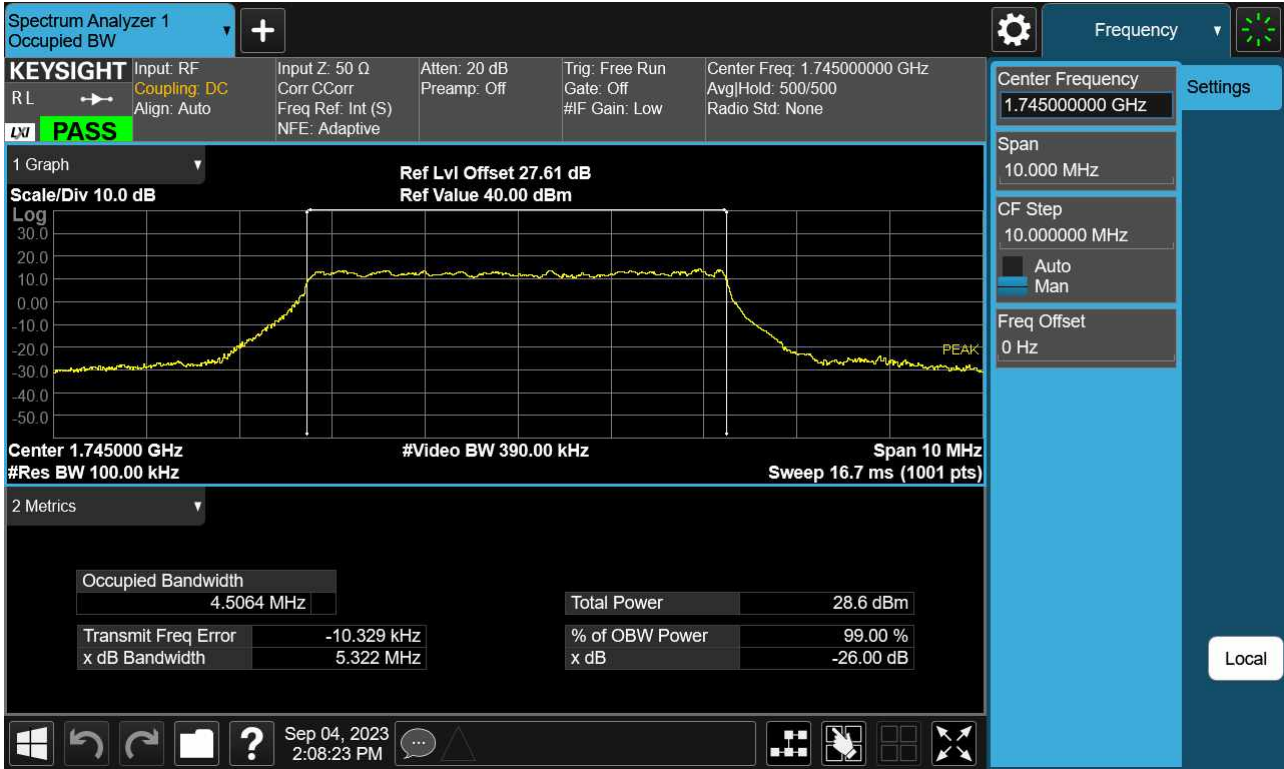 Spectrum Analyzer 1
Occupied BW
Frequency
KEYSIGHT
R L
LXI PASS
Input: RF
Coupling: DC
Align: Auto
Input Z: 50 Ω
Corr CCorr
Freq Ref: Int (S)
NFE: Adaptive
Atten: 20 dB
Preamp: Off
Trig: Free Run
Gate: Off
#IF Gain: Low
Center Freq: 1.745000000 GHz
Avg|Hold: 500/500
Radio Std: None
Center Frequency
1.745000000 GHz
Settings
Span
10.000 MHz
CF Step
10.000000 MHz
Auto
Man
Freq Offset
0 Hz
1 Graph
Ref Lvl Offset 27.61 dB
Scale/Div 10.0 dB
Ref Value 40.00 dBm
Log
30.0
20.0
10.0
0.00
-10.0
-20.0
-30.0
-40.0
-50.0
PEAK
Center 1.745000 GHz
#Video BW 390.00 kHz
Span 10 MHz
#Res BW 100.00 kHz
Sweep 16.7 ms (1001 pts)
2 Metrics
Occupied Bandwidth
4.5064 MHz
Total Power 28.6 dBm
Transmit Freq Error -10.329 kHz
% of OBW Power 99.00 %
x dB Bandwidth 5.322 MHz
x dB -26.00 dB
Local
?
Sep 04, 2023
2:08:23 PM